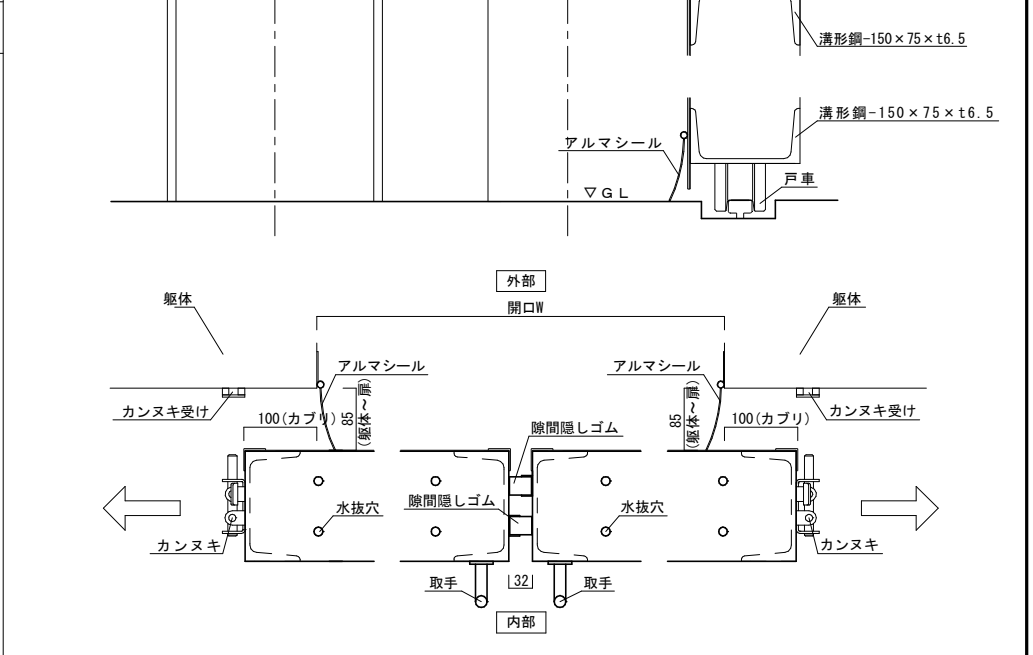 溝形鋼-150×75×t6.5
溝形鋼-150×75×t6.5
アルマシール
戸車
▽GL
外部
躯体
開口W
躯体
アルマシール
アルマシール
カンヌキ受け
100(カブリ)
85
(躯体～扉)
85
(躯体～扉)
100(カブリ)
カンヌキ受け
隙間隠しゴム
隙間隠しゴム
水抜穴
水抜穴
カンヌキ
カンヌキ
取手
32
取手
内部